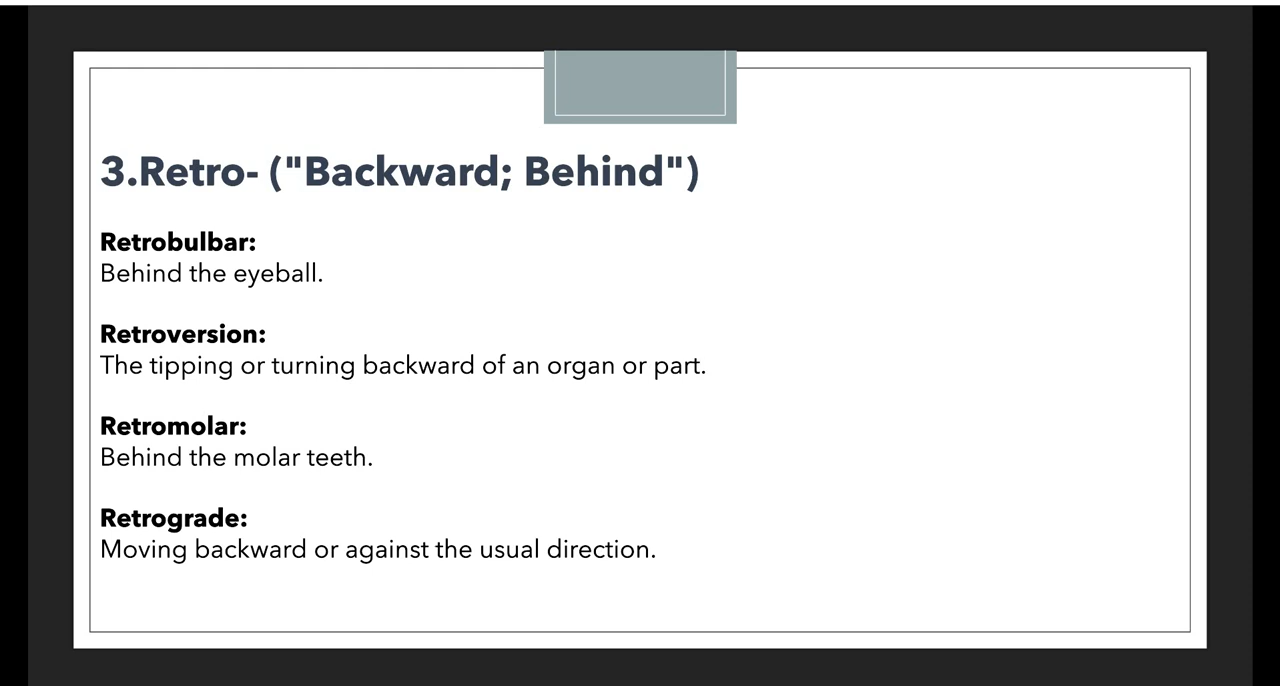 3.Retro- ("Backward; Behind")
Retrobulbar:
Behind the eyeball.
Retroversion:
The tipping or turning backward of an organ or part.
Retromolar:
Behind the molar teeth.
Retrograde:
Moving backward or against the usual direction.